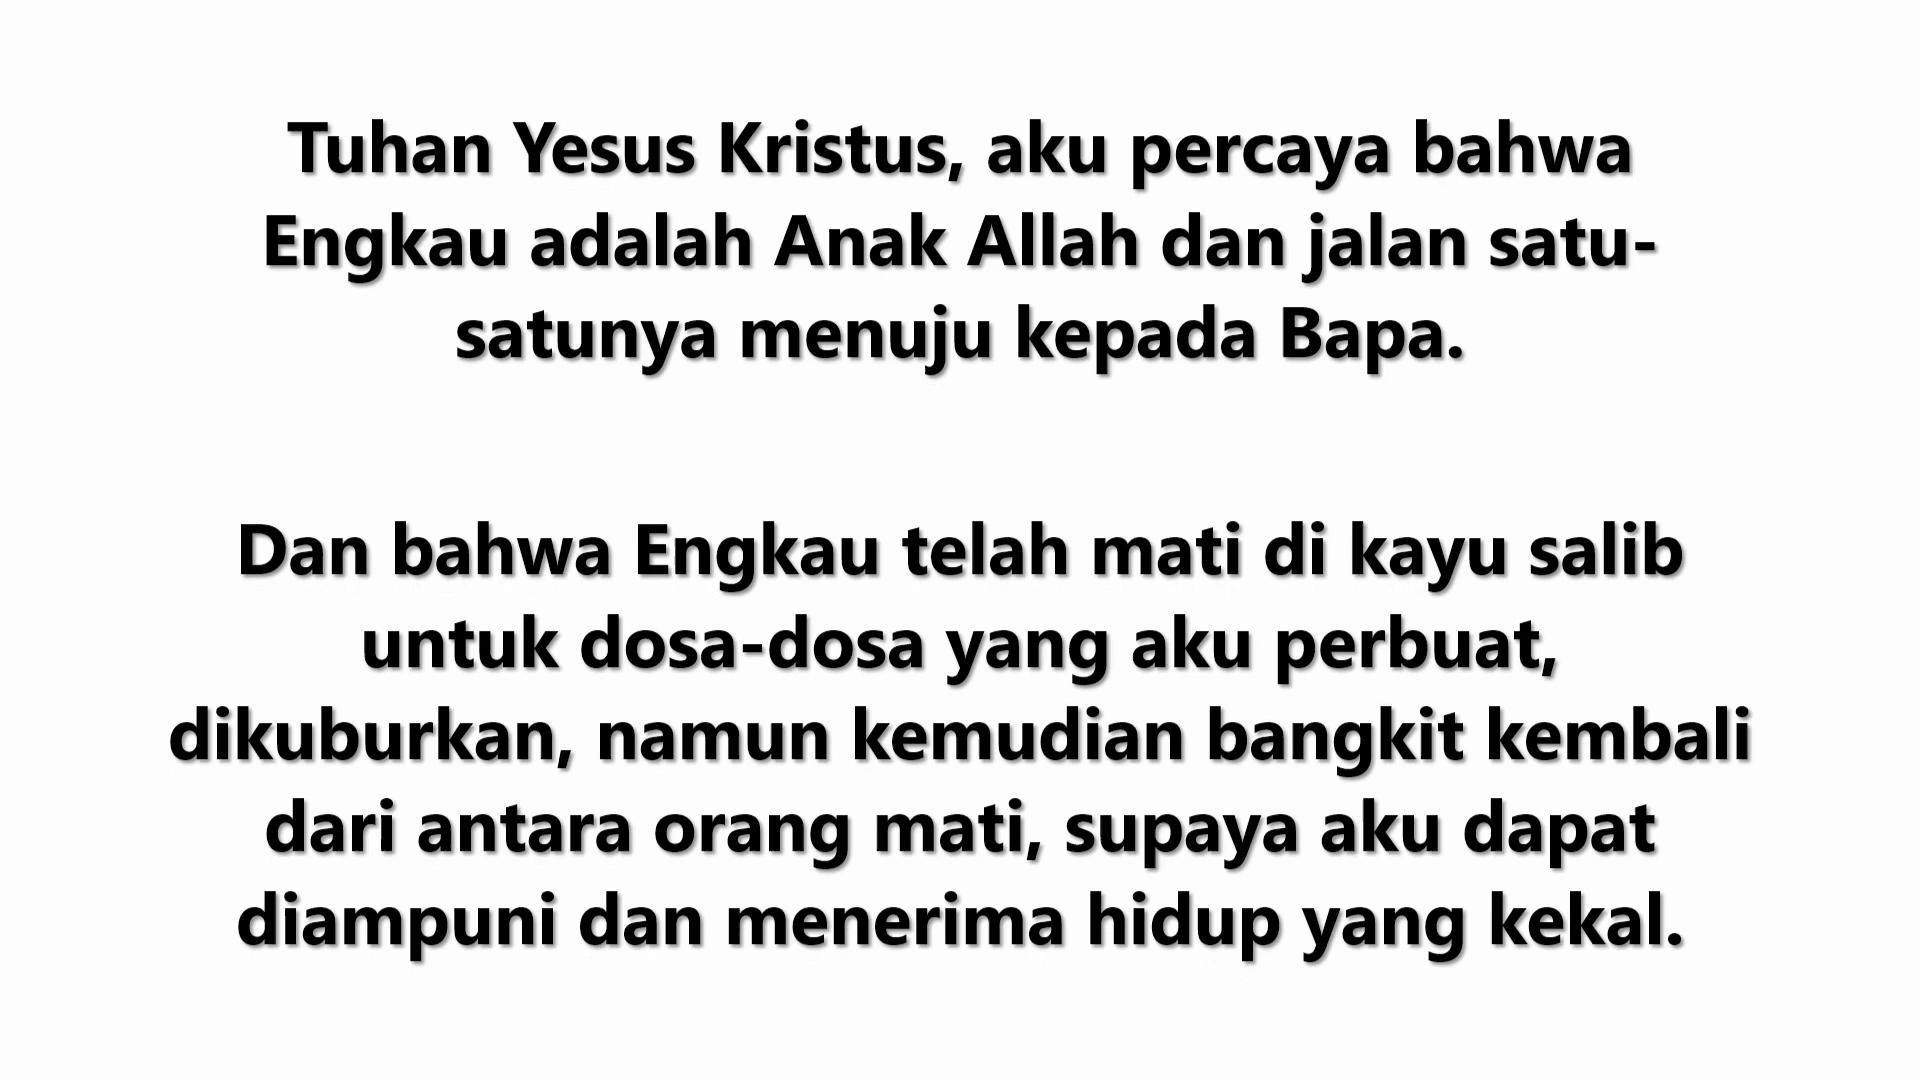 Tuhan Yesus Kristus, aku percaya bahwa
Engkau adalah Anak Allah dan jalan satu-
satunya menuju kepada Bapa.
Dan bahwa Engkau telah mati di kayu salib
untuk dosa-dosa yang aku perbuat,
dikuburkan, namun kemudian bangkit kembali
dari antara orang mati, supaya aku dapat
diampuni dan menerima hidup yang kekal.